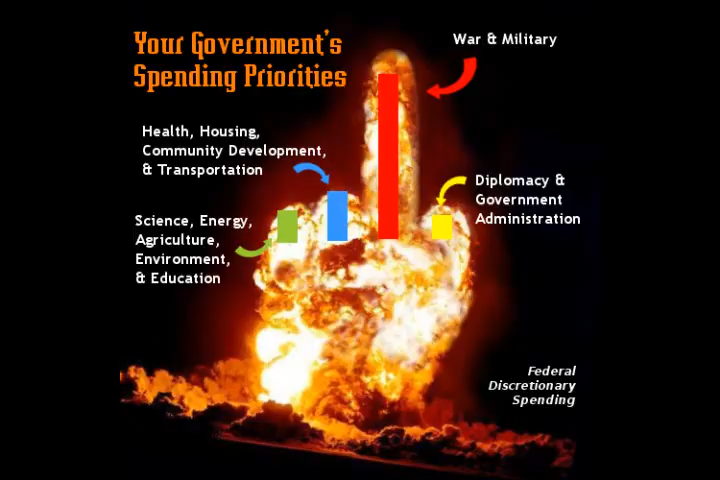 Your Government's
Spending Priorities
War & Military
Health, Housing,
Community Development,
& Transportation
Diplomacy &
Government
Administration
Science, Energy,
Agriculture,
Environment,
& Education
Federal
Discretionary
Spending